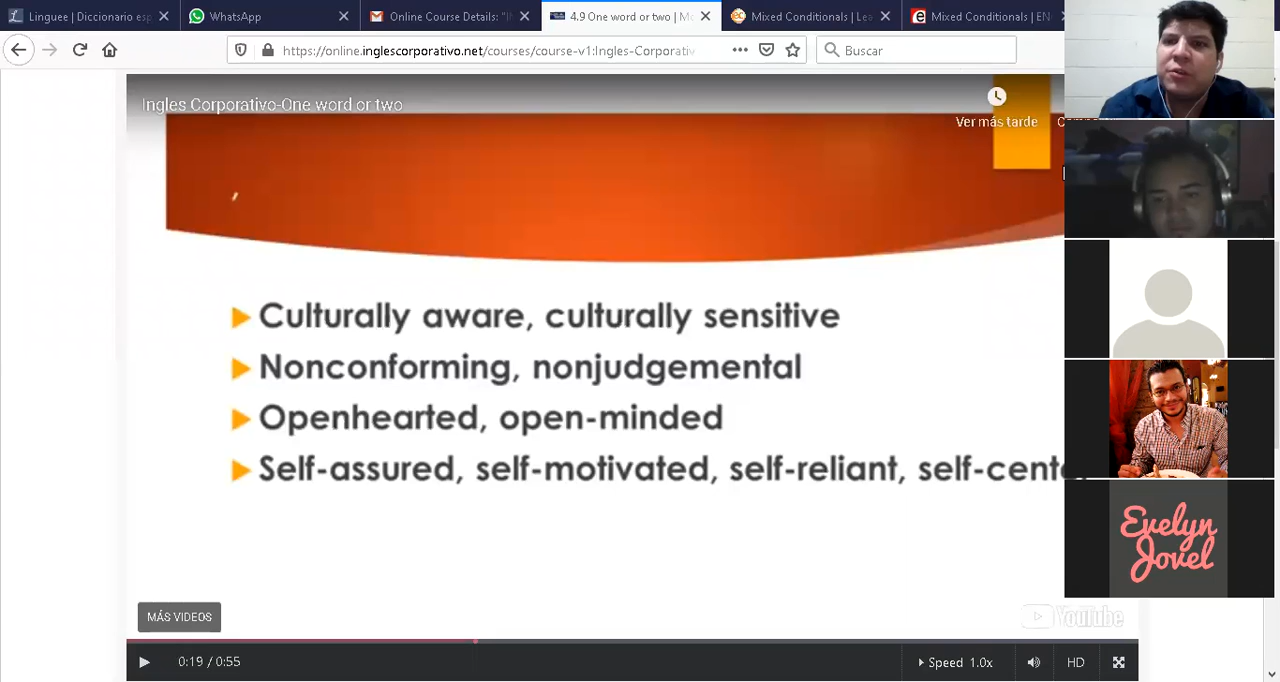 Linguee | Diccionario esp
WhatsApp
Online Course Details: "I
4.9 One word or two | Mo
Mixed Conditionals | Lea
Mixed Conditionals | EN
https://online.inglescorporativo.net/courses/course-v1:Ingles-Corporativ
Buscar
Ingles Corporativo-One word or two
Ver más tarde
Culturally aware, culturally sensitive
Nonconforming, nonjudgemental
Openhearted, open-minded
Self-assured, self-motivated, self-reliant, self-cente
Evelyn
Jovel
MÁS VIDEOS
YouTube
0:19 / 0:55
Speed 1.0x
HD